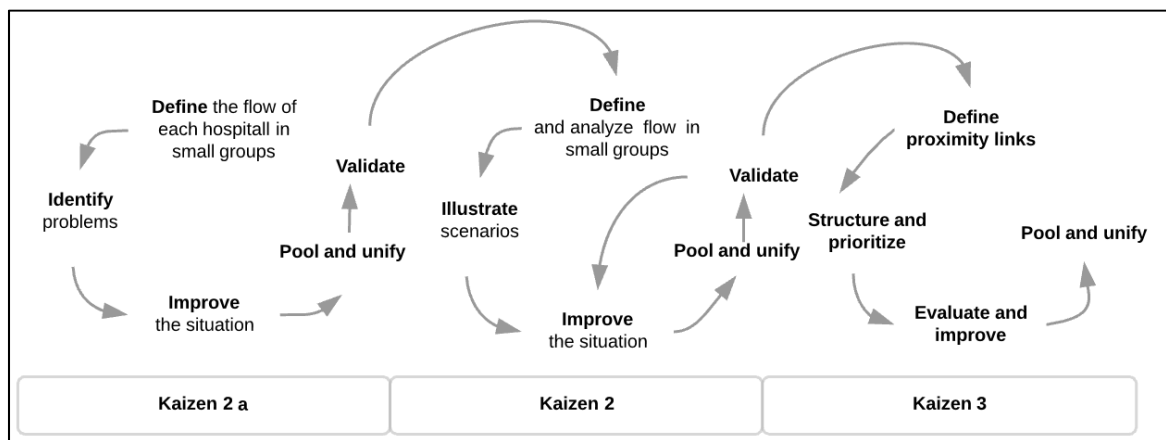 Define the flow of
each hospitall in
small groups
Identify
problems
Improve
the situation
Pool and unify
Validate
Define
and analyze flow in
small groups
Illustrate
scenarios
Improve
the situation
Pool and unify
Validate
Define
proximity links
Structure and
prioritize
Evaluate and
improve
Pool and unify
Kaizen 2 a
Kaizen 2
Kaizen 3